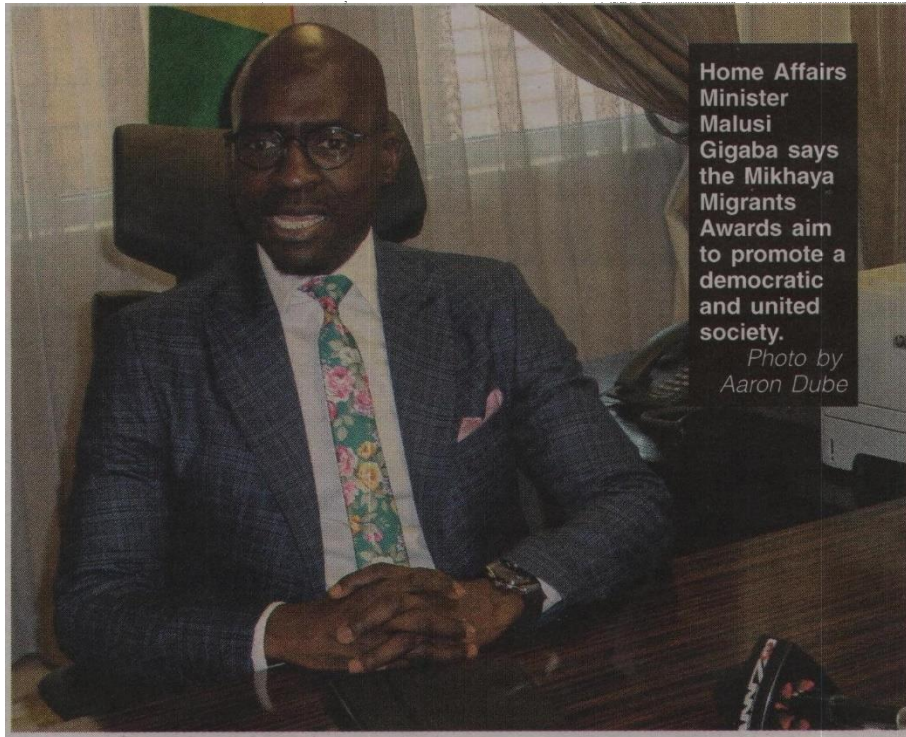 Home Affairs
Minister
Malusi
Gigaba says
the Mikhaya
Migrants
Awards aim
to promote a
democratic
and united
society.
Photo by
Aaron Dube